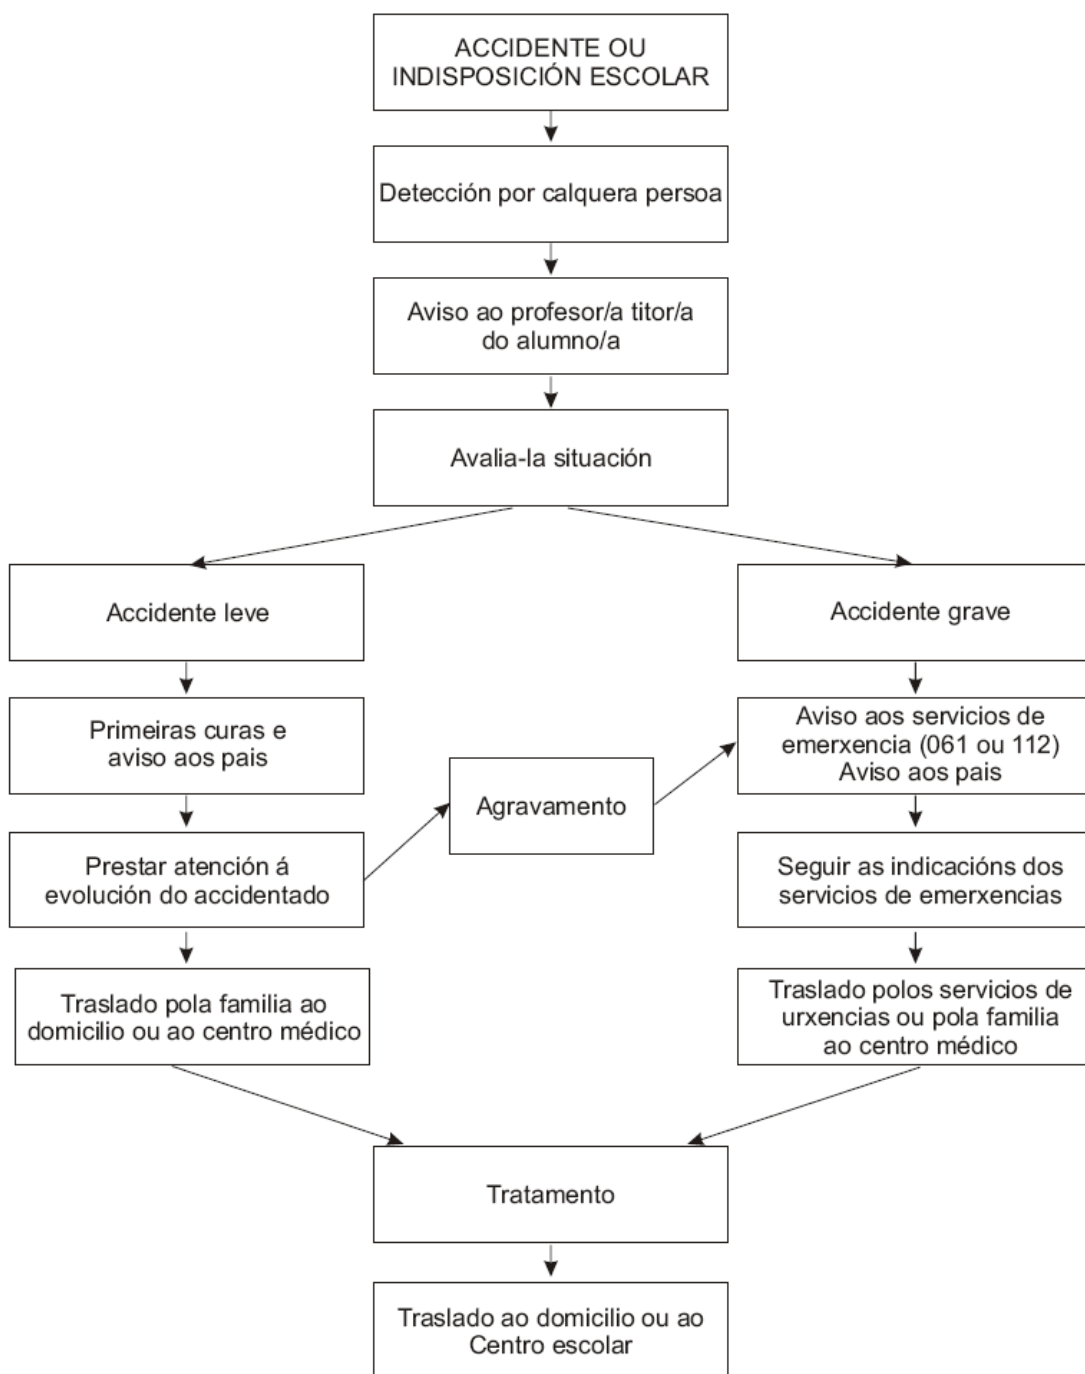 ACCIDENTE OU
INDISPOSICIÓN ESCOLAR
Detección por calquera persoa
Aviso ao profesor/a titor/a
do alumno/a
Avalia-la situación
Accidente leve
Accidente grave
Primeiras curas e
aviso aos pais
Aviso aos servicios de
emerxencia (061 ou 112)
Aviso aos pais
Agravamento
Prestar atención á
evolución do accidentado
Seguir as indicacións dos
servicios de emerxencias
Traslado pola familia ao
domicilio ou ao centro médico
Traslado polos servicios de
urxencias ou pola familia
ao centro médico
Tratamento
Traslado ao domicilio ou ao
Centro escolar